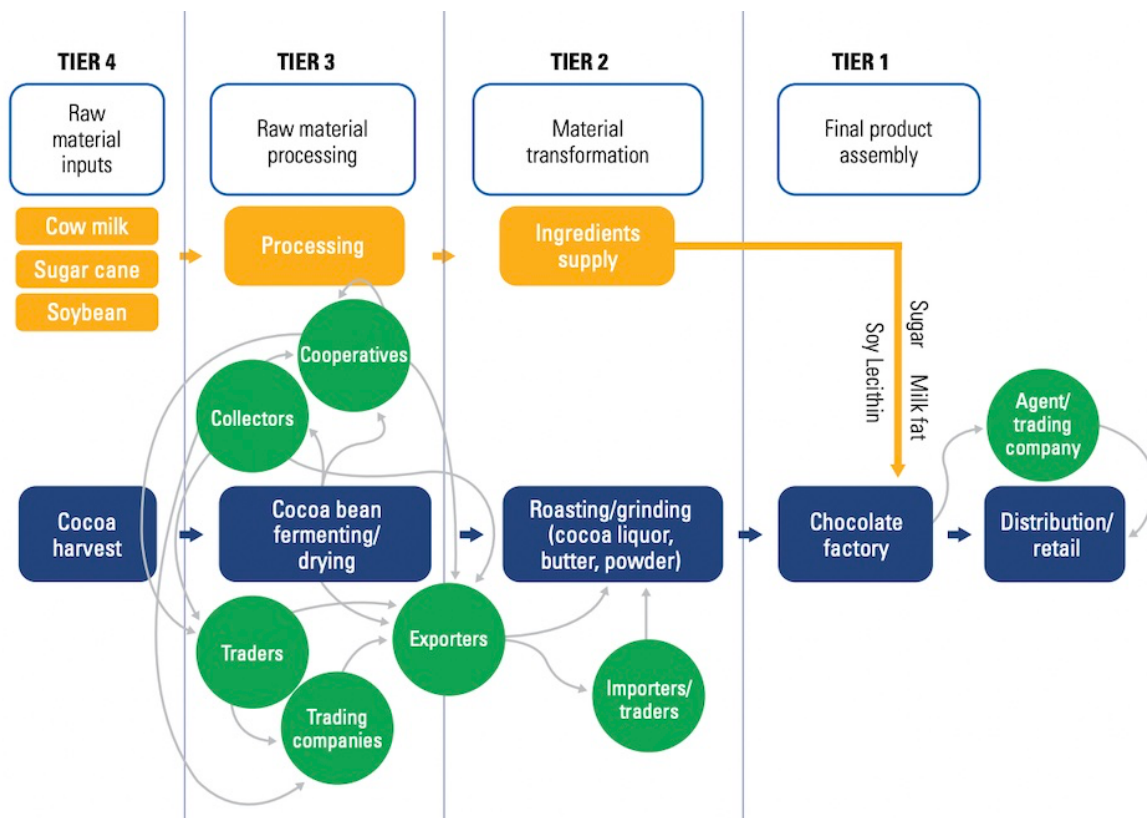 TIER 4
TIER 3
TIER 2
TIER 1
Raw
material
inputs
Raw material
processing
Material
transformation
Final product
assembly
Cow milk
Sugar cane
Soybean
Processing
Ingredients
supply
Sugar Milk fat
Soy Lecithin
Cooperatives
Collectors
Agent/
trading
company
Cocoa
harvest
Cocoa bean
fermenting/
drying
Roasting/grinding
(cocoa liquor,
butter, powder)
Chocolate
factory
Distribution/
retail
Traders
Trading
companies
Exporters
Importers/
traders